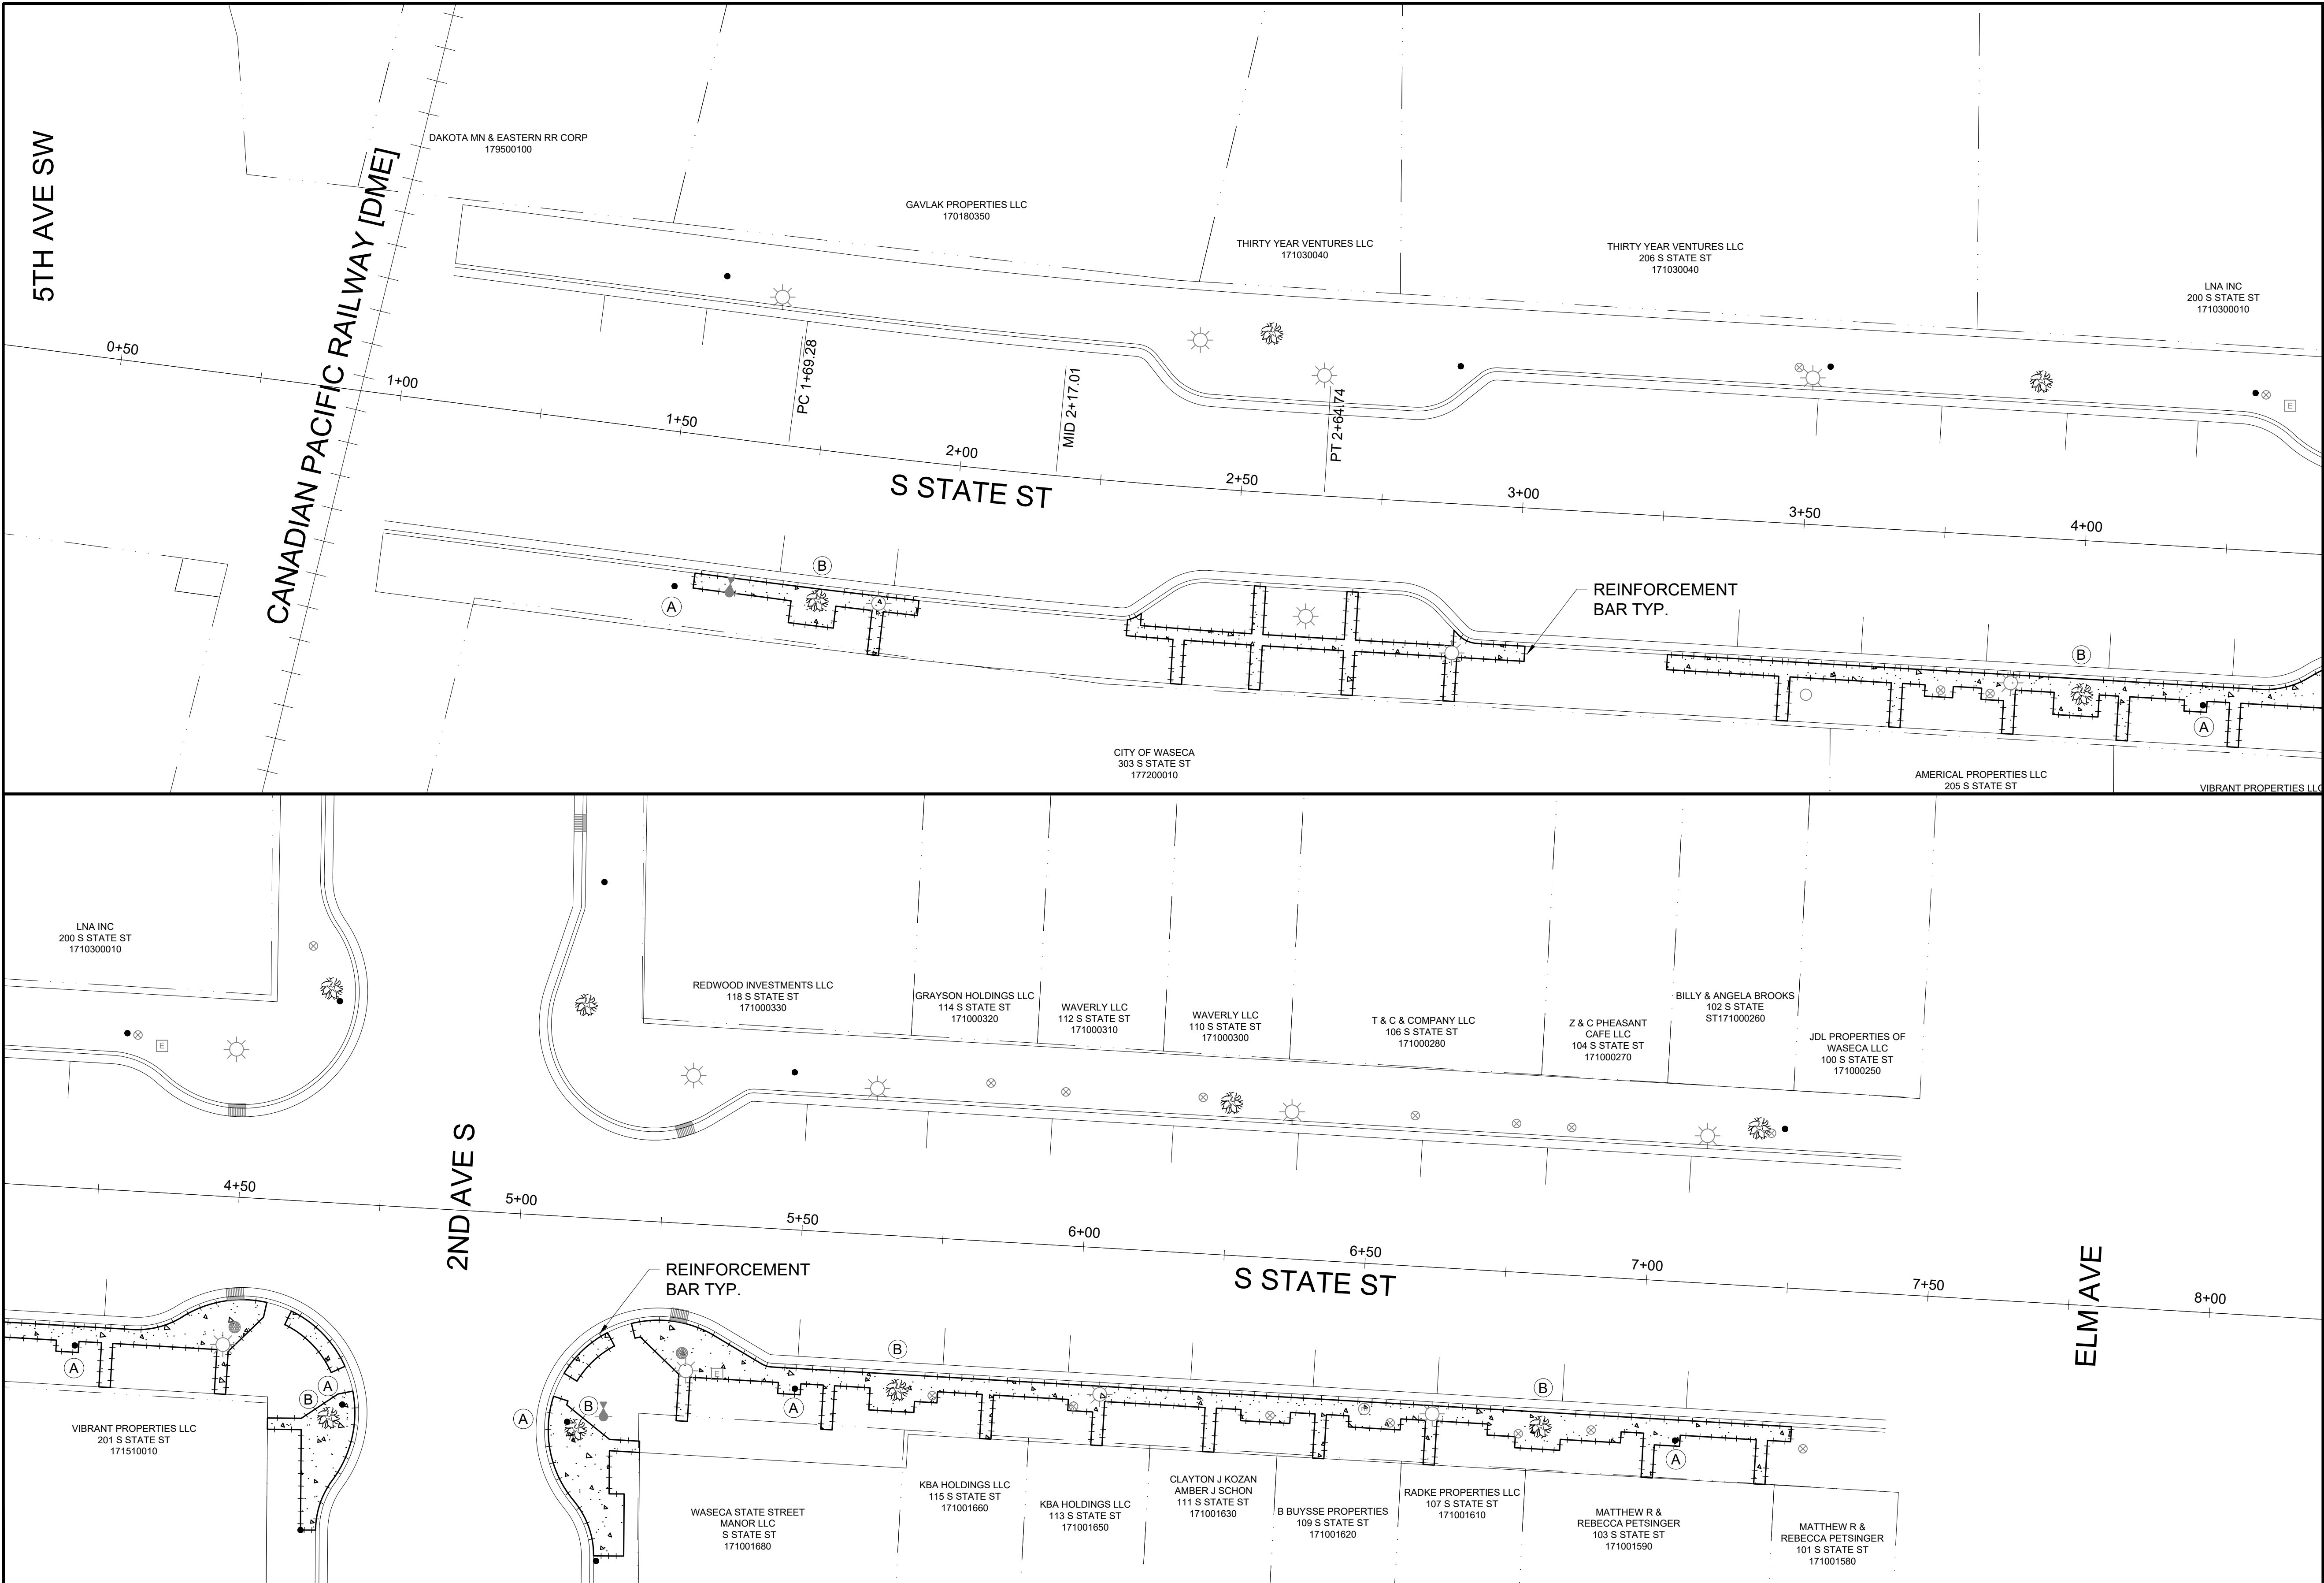 5TH AVE SW
CANADIAN PACIFIC RAILWAY [DME]
DAKOTA MN & EASTERN RR CORP
179500100
GAVLAK PROPERTIES LLC
170180350
THIRTY YEAR VENTURES LLC
171030040
THIRTY YEAR VENTURES LLC
206 S STATE ST
171030040
LNA INC
200 S STATE ST
1710300010
E
0+50
1+00
1+50
2+00
2+50
3+00
3+50
4+00
PC 1+69.28
MID 2+17.01
PT 2+64.74
S STATE ST
A
B
REINFORCEMENT
BAR TYP.
B
A
CITY OF WASECA
303 S STATE ST
177200010
AMERICAL PROPERTIES LLC
205 S STATE ST
VIBRANT PROPERTIES LLC
LNA INC
200 S STATE ST
1710300010
E
REDWOOD INVESTMENTS LLC
118 S STATE ST
171000330
GRAYSON HOLDINGS LLC
114 S STATE ST
171000320
WAVERLY LLC
112 S STATE ST
171000310
WAVERLY LLC
110 S STATE ST
171000300
T & C & COMPANY LLC
106 S STATE ST
171000280
Z & C PHEASANT
CAFE LLC
104 S STATE ST
171000270
BILLY & ANGELA BROOKS
102 S STATE
ST171000260
JDL PROPERTIES OF
WASECA LLC
100 S STATE ST
171000250
2ND AVE S
4+50
5+00
5+50
6+00
6+50
7+00
7+50
8+00
S STATE ST
ELM AVE
REINFORCEMENT
BAR TYP.
A
B
A
A
B
E
A
B
B
A
VIBRANT PROPERTIES LLC
201 S STATE ST
171510010
WASECA STATE STREET
MANOR LLC
S STATE ST
171001680
KBA HOLDINGS LLC
115 S STATE ST
171001660
KBA HOLDINGS LLC
113 S STATE ST
171001650
CLAYTON J KOZAN
AMBER J SCHON
111 S STATE ST
171001630
B BUYSSE PROPERTIES
109 S STATE ST
171001620
RADKE PROPERTIES LLC
107 S STATE ST
171001610
MATTHEW R &
REBECCA PETSINGER
103 S STATE ST
171001590
MATTHEW R &
REBECCA PETSINGER
101 S STATE ST
171001580